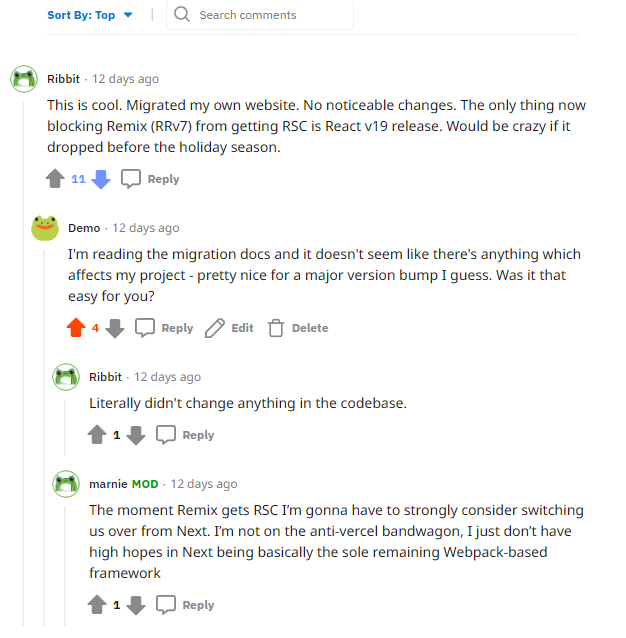 Sort By: Top | Search comments
Ribbit · 12 days ago
This is cool. Migrated my own website. No noticeable changes. The only thing now
blocking Remix (RRv7) from getting RSC is React v19 release. Would be crazy if it
dropped before the holiday season.
11 Reply
Demo · 12 days ago
I'm reading the migration docs and it doesn't seem like there's anything which
affects my project - pretty nice for a major version bump I guess. Was it that
easy for you?
4 Reply Edit Delete
Ribbit · 12 days ago
Literally didn't change anything in the codebase.
1 Reply
marnie MOD · 12 days ago
The moment Remix gets RSC I’m gonna have to strongly consider switching
us over from Next. I’m not on the anti-vercel bandwagon, I just don’t have
high hopes in Next being basically the sole remaining Webpack-based
framework
1 Reply